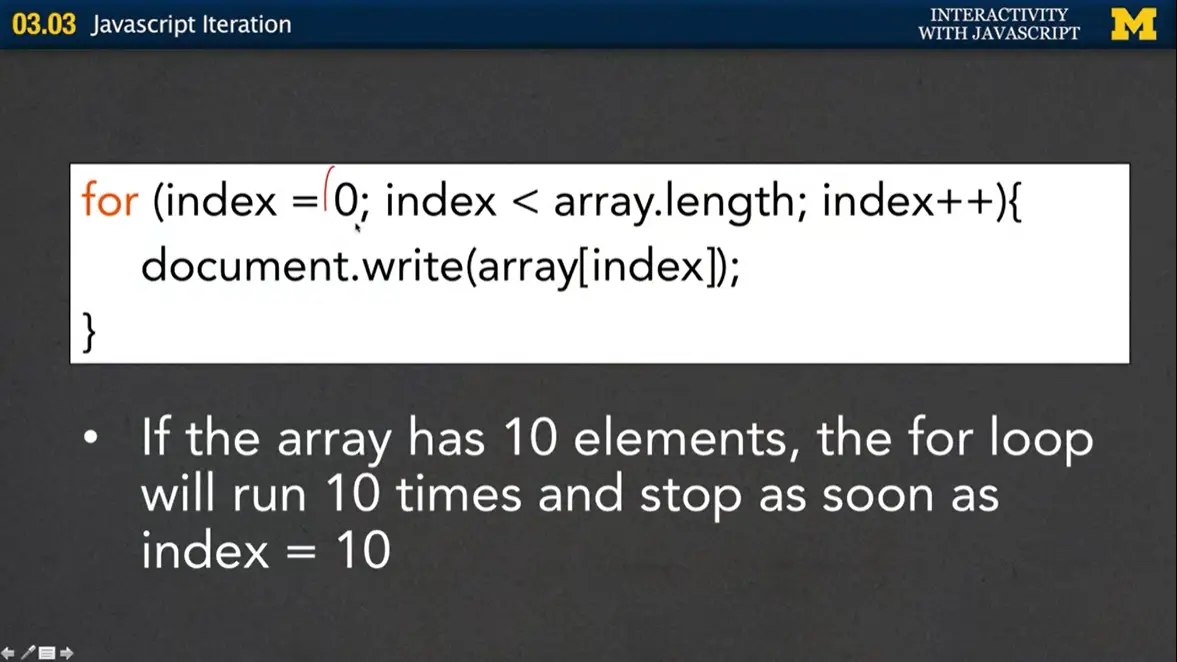 03.03 Javascript Iteration
INTERACTIVITY
WITH JAVASCRIPT
M
for (index = 0; index < array.length; index++){
document.write(array[index]);
}
• If the array has 10 elements, the for loop
will run 10 times and stop as soon as
index = 10